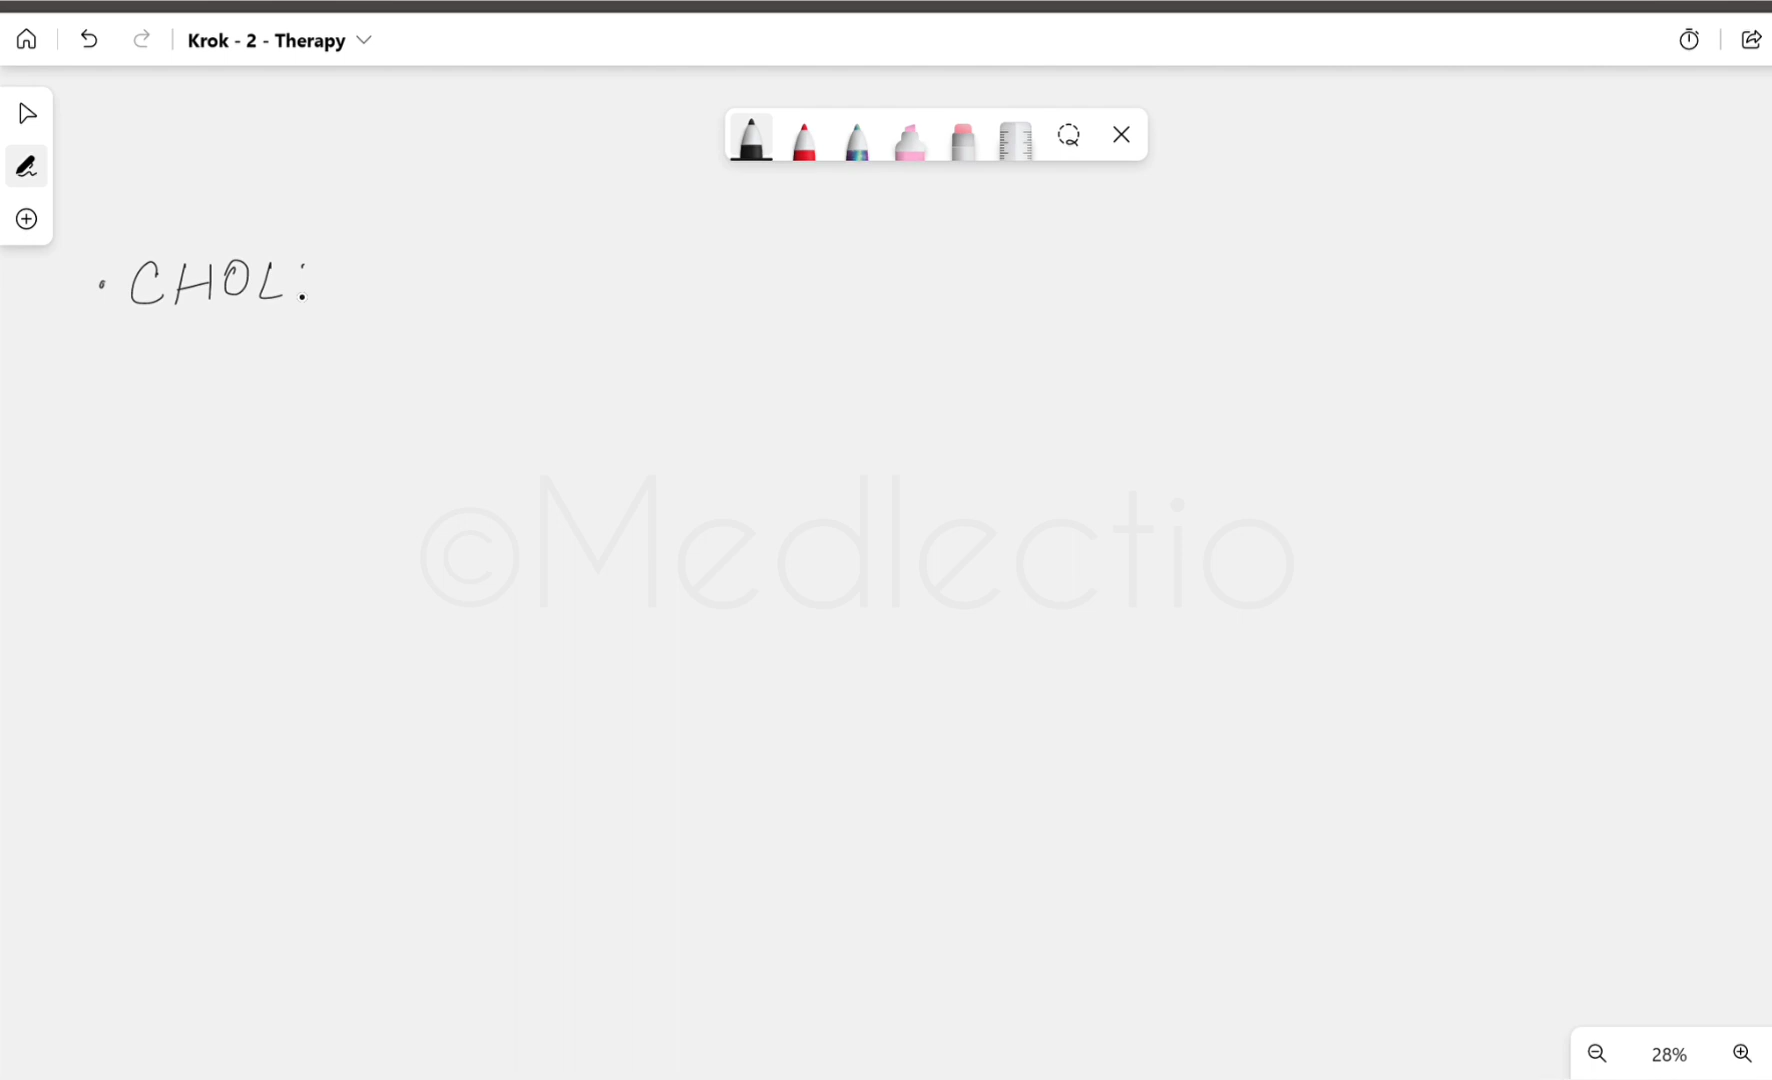 Krok - 2 - Therapy
• CHOL:
©Medlectio
28%